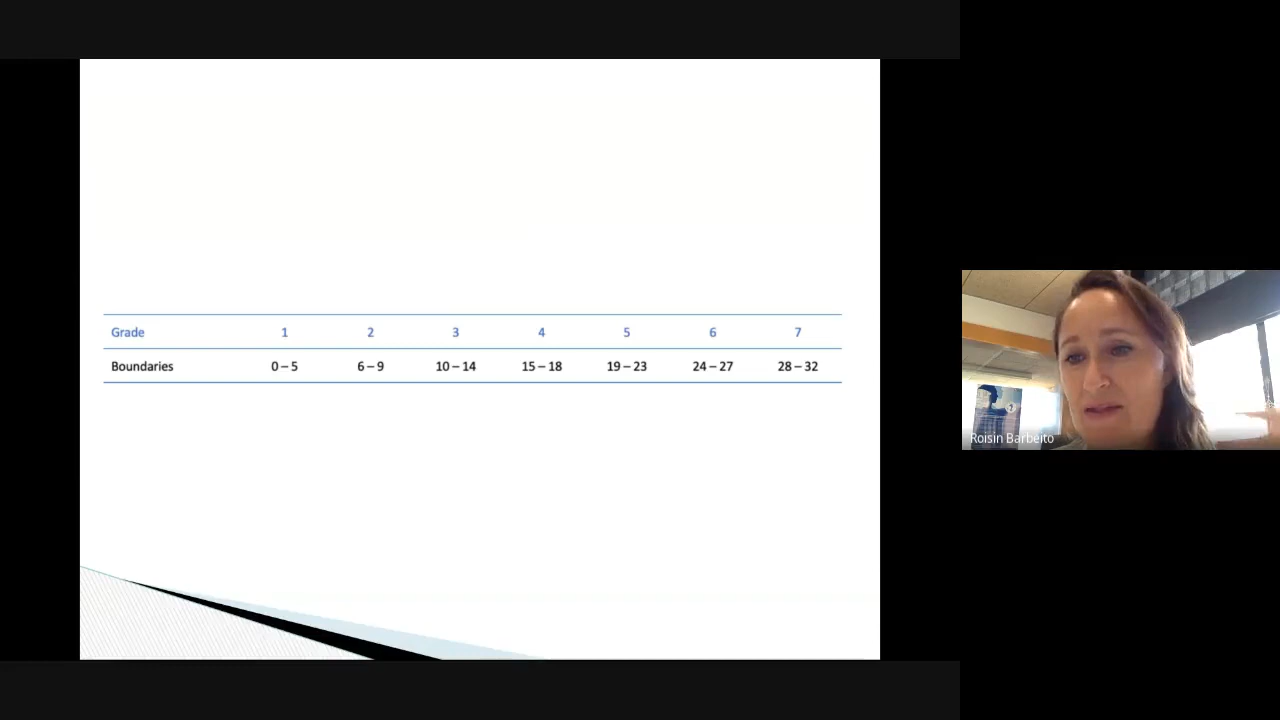 Grade 1 2 3 4 5 6 7
Boundaries 0 – 5 6 – 9 10 – 14 15 – 18 19 – 23 24 – 27 28 – 32
Roisin Barbeito